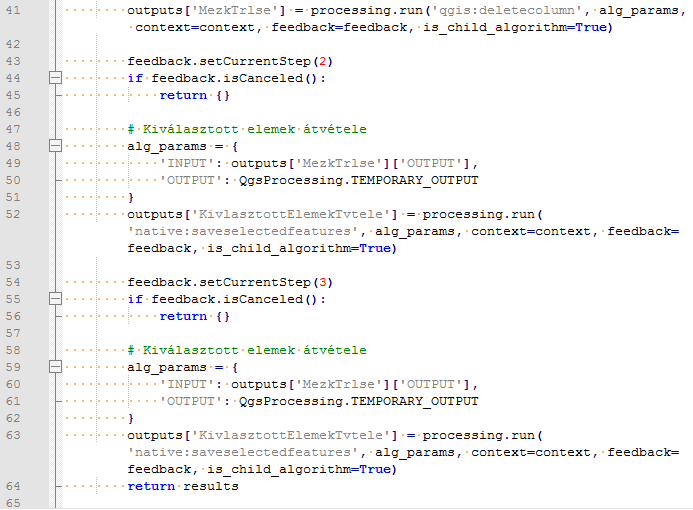 41 outputs['MezkTrlse'] = processing.run('qgis:deletecolumn', alg_params,
context=context, feedback=feedback, is_child_algorithm=True)
42
43 feedback.setCurrentStep(2)
44 if feedback.isCanceled():
45 return {}
46
47 # Kiválasztott elemek átvétele
48 alg_params = {
49 'INPUT': outputs['MezkTrlse']['OUTPUT'],
50 'OUTPUT': QgsProcessing.TEMPORARY_OUTPUT
51 }
52 outputs['KivlasztottElemekTvtele'] = processing.run(
'native:saveselectedfeatures', alg_params, context=context, feedback=
feedback, is_child_algorithm=True)
53
54 feedback.setCurrentStep(3)
55 if feedback.isCanceled():
56 return {}
57
58 # Kiválasztott elemek átvétele
59 alg_params = {
60 'INPUT': outputs['MezkTrlse']['OUTPUT'],
61 'OUTPUT': QgsProcessing.TEMPORARY_OUTPUT
62 }
63 outputs['KivlasztottElemekTvtele'] = processing.run(
'native:saveselectedfeatures', alg_params, context=context, feedback=
feedback, is_child_algorithm=True)
64 return results
65